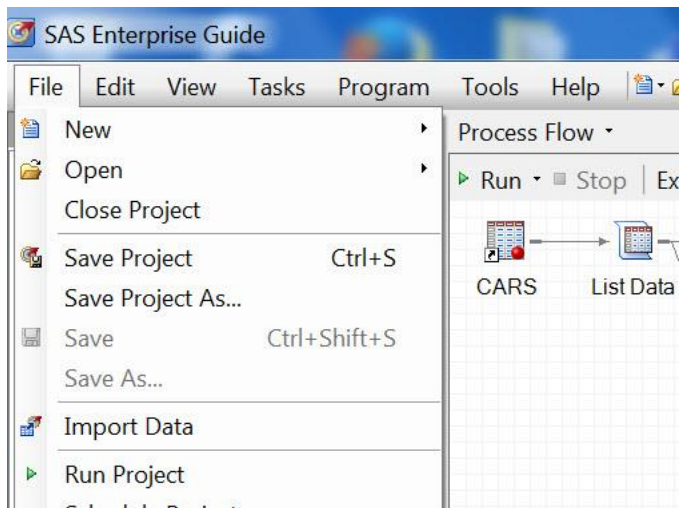 SAS Enterprise Guide
File Edit View Tasks Program Tools Help
New
Open
Close Project
Save Project Ctrl+S
Save Project As...
Save Ctrl+Shift+S
Save As...
Import Data
Run Project
Process Flow
Run Stop Ex
CARS List Data